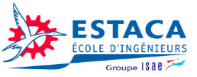 ESTACA
ÉCOLE D'INGÉNIEURS
Groupe ISAE